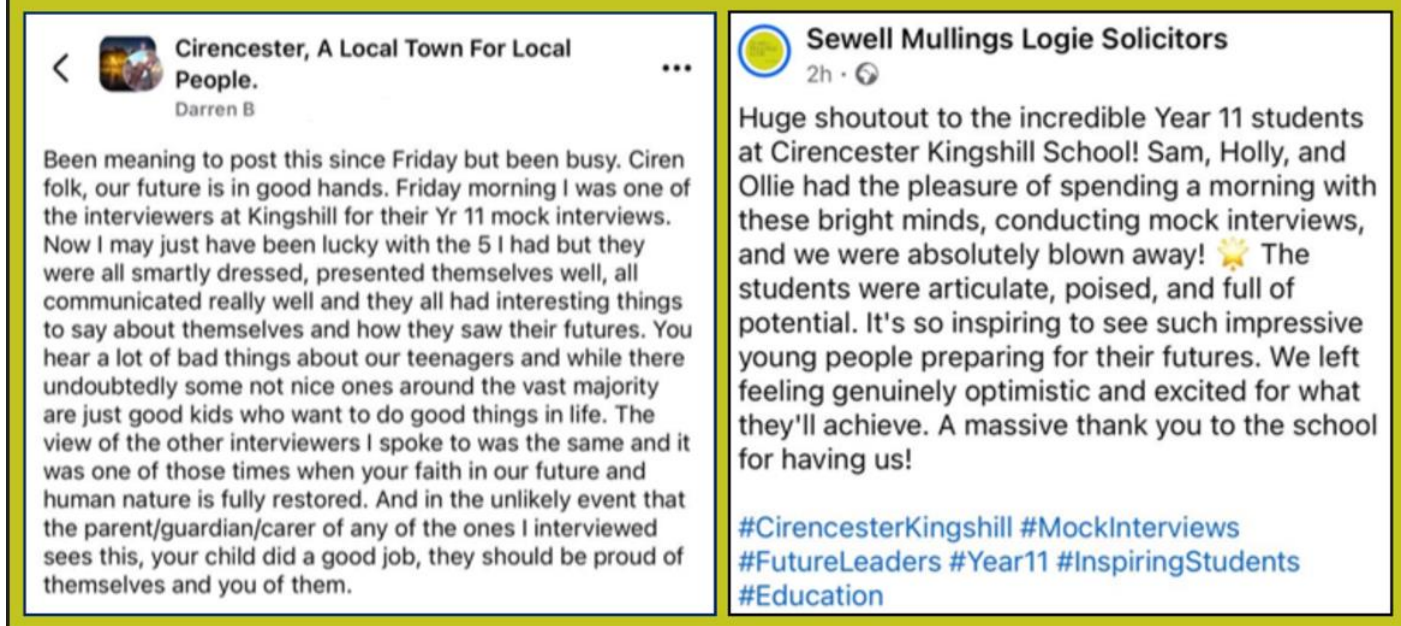 Cirencester, A Local Town For Local
People.
Darren B
Been meaning to post this since Friday but been busy. Ciren
folk, our future is in good hands. Friday morning I was one of
the interviewers at Kingshill for their Yr 11 mock interviews.
Now I may just have been lucky with the 5 I had but they
were all smartly dressed, presented themselves well, all
communicated really well and they all had interesting things
to say about themselves and how they saw their futures. You
hear a lot of bad things about our teenagers and while there
undoubtedly some not nice ones around the vast majority
are just good kids who want to do good things in life. The
view of the other interviewers I spoke to was the same and it
was one of those times when your faith in our future and
human nature is fully restored. And in the unlikely event that
the parent/guardian/carer of any of the ones I interviewed
sees this, your child did a good job, they should be proud of
themselves and you of them.
Sewell Mullings Logie Solicitors
2h ·
Huge shoutout to the incredible Year 11 students
at Cirencester Kingshill School! Sam, Holly, and
Ollie had the pleasure of spending a morning with
these bright minds, conducting mock interviews,
and we were absolutely blown away! 🌟 The
students were articulate, poised, and full of
potential. It's so inspiring to see such impressive
young people preparing for their futures. We left
feeling genuinely optimistic and excited for what
they'll achieve. A massive thank you to the school
for having us!
#CirencesterKingshill #MockInterviews
#FutureLeaders #Year11 #InspiringStudents
#Education